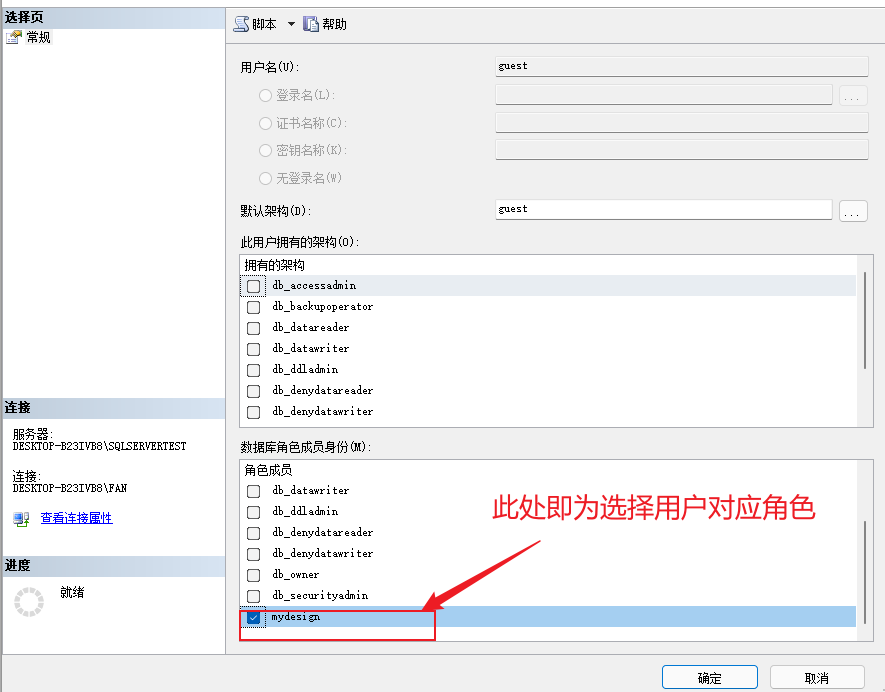 选择页
常规
脚本 帮助
用户名(U): guest
登录名(L): ...
证书名称(C):
密钥名称(K):
无登录名(W)
默认架构(D): guest ...
此用户拥有的架构(O):
拥有的架构
db_accessadmin
db_backupoperator
db_datareader
db_datawriter
db_ddladmin
db_denydatareader
db_denydatawriter
数据库角色成员身份(M):
角色成员
db_datawriter
db_ddladmin
db_denydatareader
db_denydatawriter
db_owner
db_securityadmin
mydesign
此处即为选择用户对应角色
连接
服务器:
DESKTOP-B23IVB8\SQLSERVERTEST
连接:
DESKTOP-B23IVB8\FAN
查看连接属性
进度
就绪
确定 取消